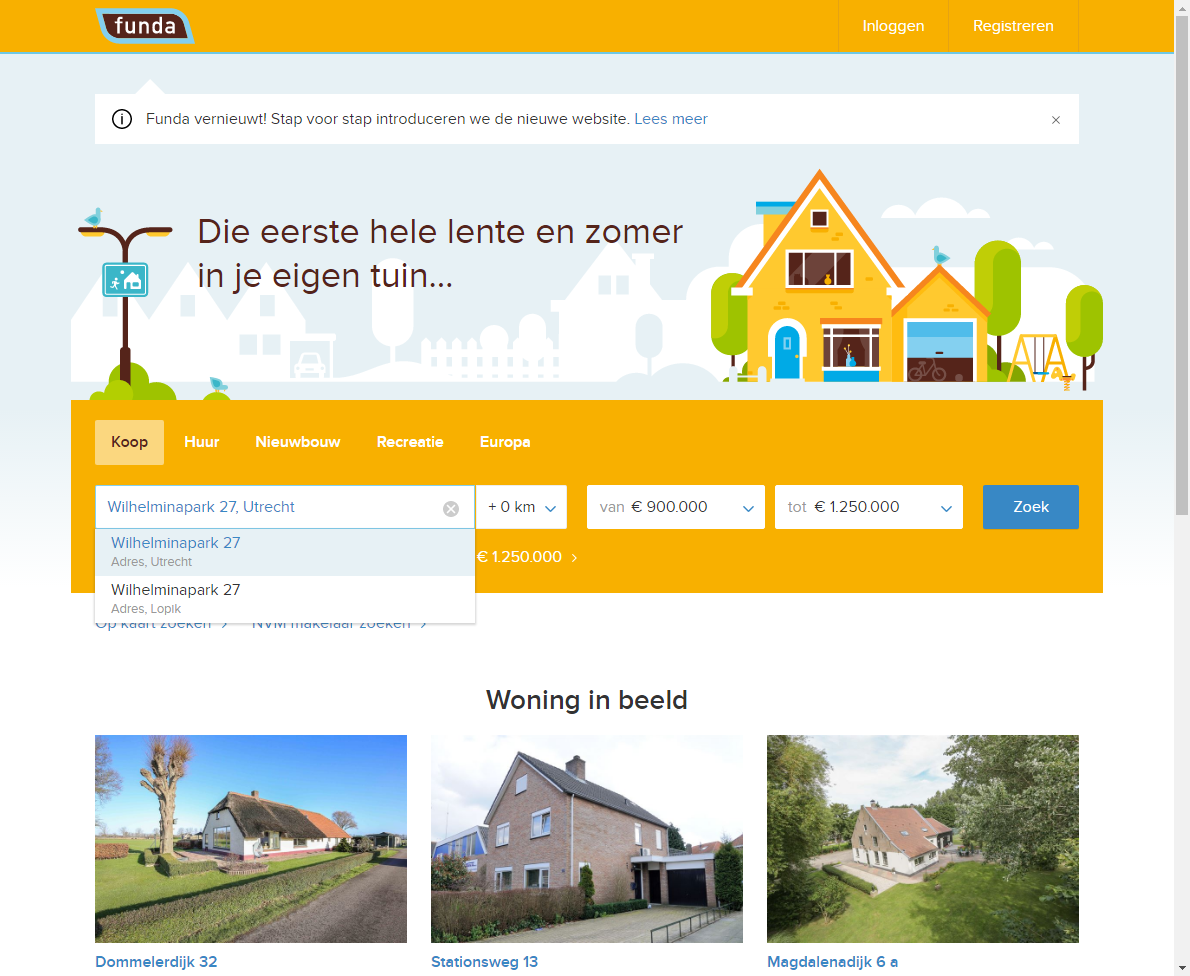 funda
Inloggen
Registreren
Funda vernieuwt! Stap voor stap introduceren we de nieuwe website. Lees meer
Die eerste hele lente en zomer
in je eigen tuin...
Koop
Huur
Nieuwbouw
Recreatie
Europa
Wilhelminapark 27, Utrecht
+ 0 km
van € 900.000
tot € 1.250.000
Zoek
Wilhelminapark 27
Adres, Utrecht
€ 1.250.000 ›
Wilhelminapark 27
Adres, Lopik
Op kaart zoeken ›
NVM makelaar zoeken ›
Woning in beeld
Dommelerdijk 32
Stationsweg 13
Magdalenadijk 6 a